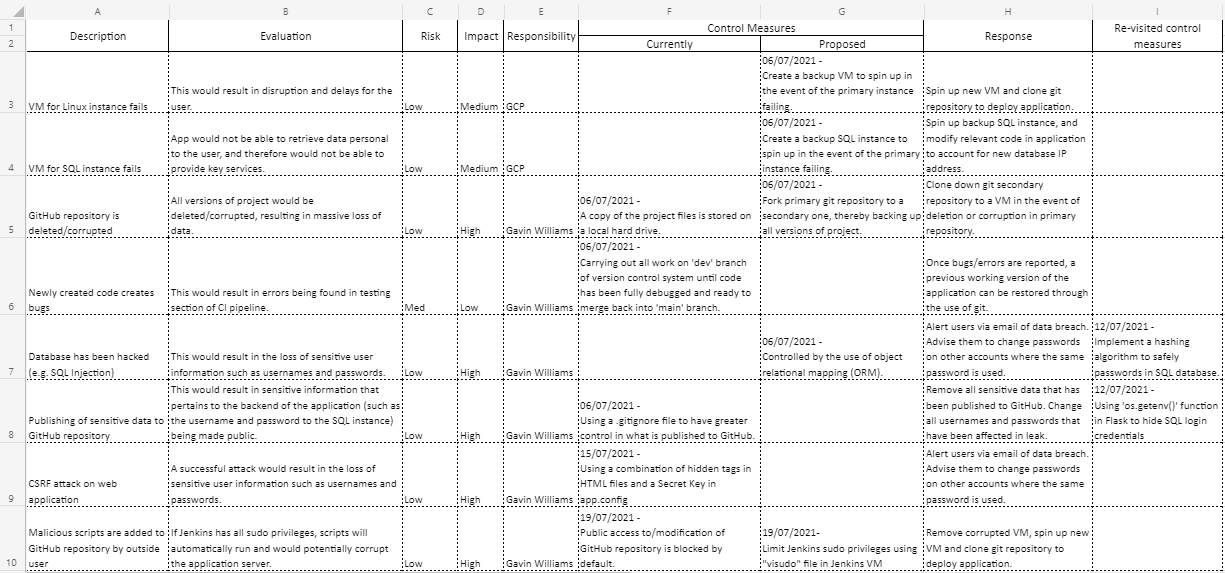 A B C D E F G H I
1 Description Evaluation Risk Impact Responsibility Control Measures Response Re-visited control
measures
2 Currently Proposed
3
VM for Linux instance fails
This would result in disruption and delays for the
user.
Low
Medium
GCP
06/07/2021 -
Create a backup VM to spin up in
the event of the primary instance
failing.
Spin up new VM and clone git
repository to deploy application.
4
VM for SQL instance fails
App would not be able to retrieve data personal
to the user, and therefore would not be able to
provide key services.
Low
Medium
GCP
06/07/2021 -
Create a backup SQL instance to
spin up in the event of the primary
instance failing.
Spin up backup SQL instance, and
modify relevant code in application
to account for new database IP
address.
5
GitHub repository is
deleted/corrupted
All versions of project would be
deleted/corrupted, resulting in massive loss of
data.
Low
High
Gavin Williams
06/07/2021 -
A copy of the project files is stored on
a local hard drive.
06/07/2021 -
Fork primary git repository to a
secondary one, thereby backing up
all versions of project.
Clone down git secondary
repository to a VM in the event of
deletion or corruption in primary
repository.
6
Newly created code creates
bugs
This would result in errors being found in testing
section of CI pipeline.
Med
Low
Gavin Williams
06/07/2021 -
Carrying out all work on 'dev' branch
of version control system until code
has been fully debugged and ready to
merge back into 'main' branch.
Once bugs/errors are reported, a
previous working version of the
application can be restored through
the use of git.
7
Database has been hacked
(e.g. SQL Injection)
This would result in the loss of sensitive user
information such as usernames and passwords.
Low
High
Gavin Williams
06/07/2021 -
Controlled by the use of object
relational mapping (ORM).
Alert users via email of data breach.
Advise them to change passwords
on other accounts where the same
password is used.
12/07/2021 -
Implement a hashing
algorithm to safely
passwords in SQL database.
8
Publishing of sensitive data to
GitHub repository
This would result in sensitive information that
pertains to the backend of the application (such as
the username and password to the SQL instance)
being made public.
Low
High
Gavin Williams
06/07/2021 -
Using a .gitignore file to have greater
control in what is published to GitHub.
Remove all sensitive data that has
been published to GitHub. Change
all usernames and passwords that
have been affected in leak.
12/07/2021 -
Using 'os.getenv()' function
in Flask to hide SQL login
credentials
9
CSRF attack on web
application
A successful attack would result in the loss of
sensitive user information such as usernames and
passwords.
Low
High
Gavin Williams
15/07/2021 -
Using a combination of hidden tags in
HTML files and a Secret Key in
app.config
Alert users via email of data breach.
Advise them to change passwords
on other accounts where the same
password is used.
10
Malicious scripts are added to
GitHub repository by outside
user
If Jenkins has all sudo privileges, scripts will
automatically run and would potentially corrupt
the application server.
Low
High
Gavin Williams
19/07/2021 -
Public access to/modification of
GitHub repository is blocked by
default.
19/07/2021-
Limit Jenkins sudo privileges using
"visudo" file in Jenkins VM
Remove corrupted VM, spin up new
VM and clone git repository to
deploy application.